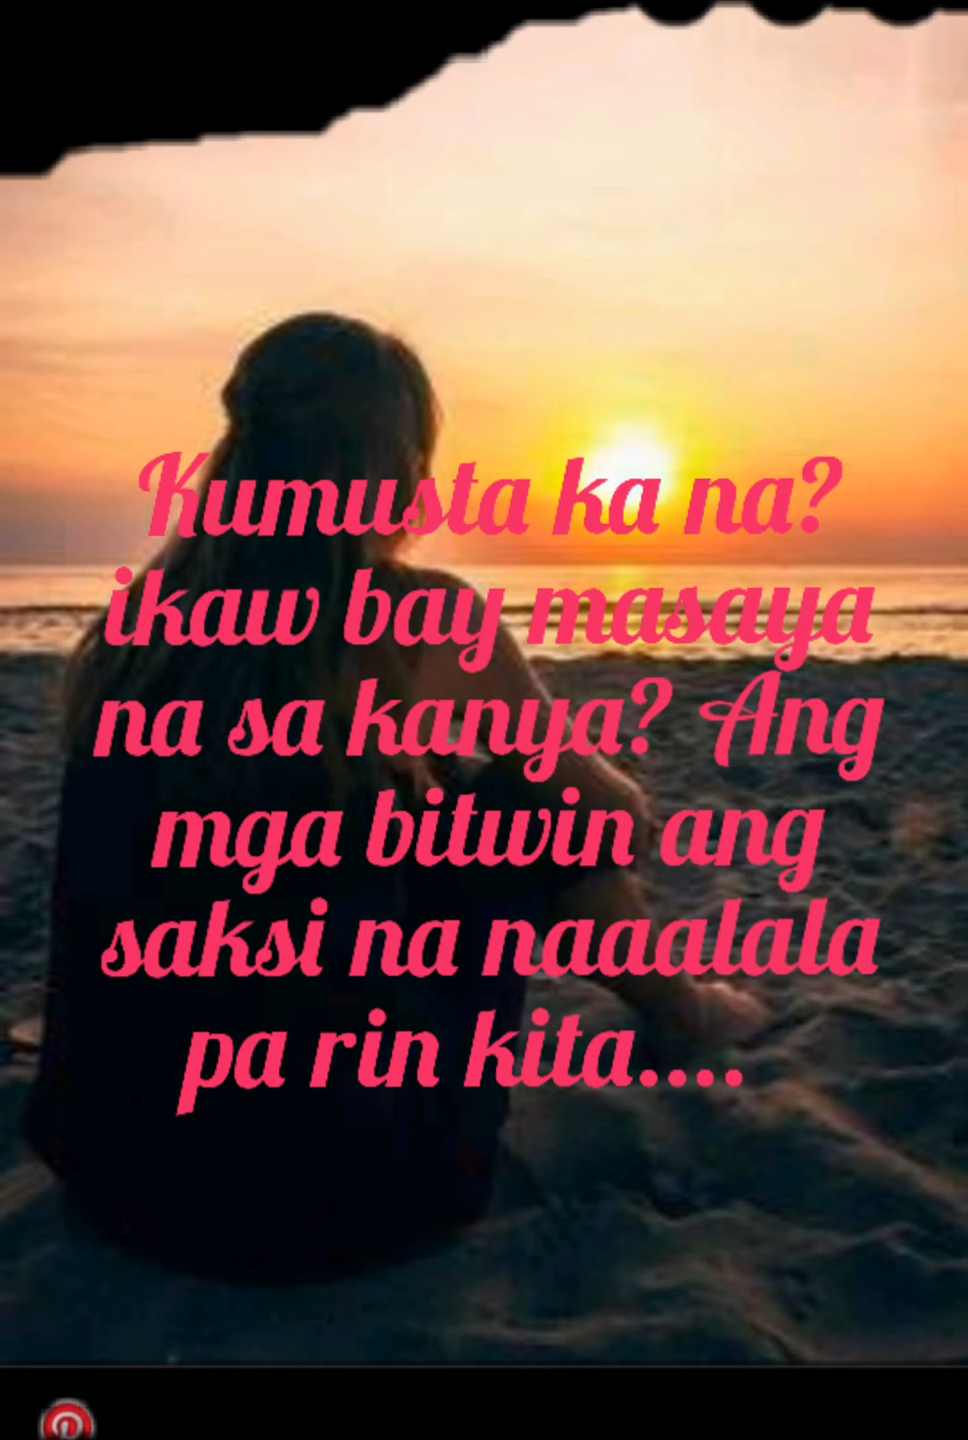 Kumusta ka na?
ikaw bay masaya
na sa kanya? Ang
mga bitwin ang
saksi na naaalala
pa rin kita....